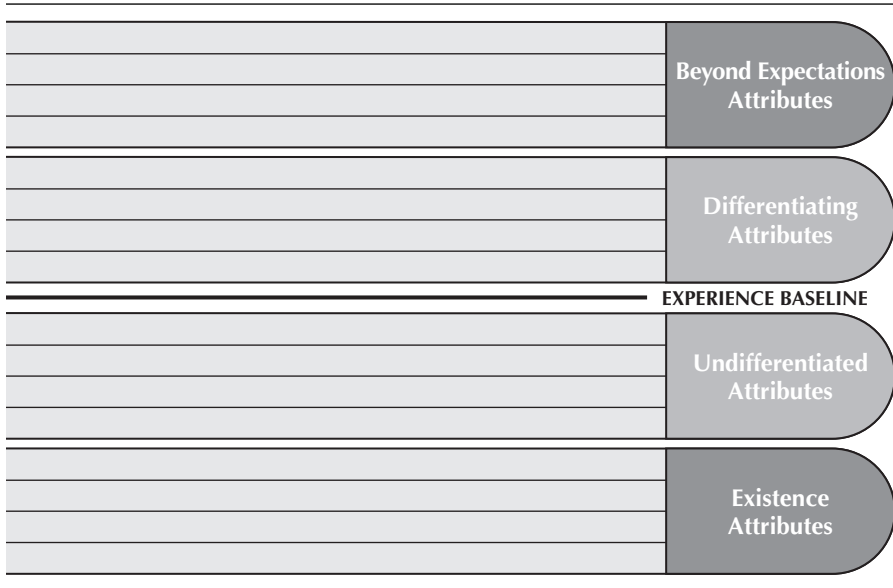 Beyond Expectations
Attributes
Differentiating
Attributes
EXPERIENCE BASELINE
Undifferentiated
Attributes
Existence
Attributes